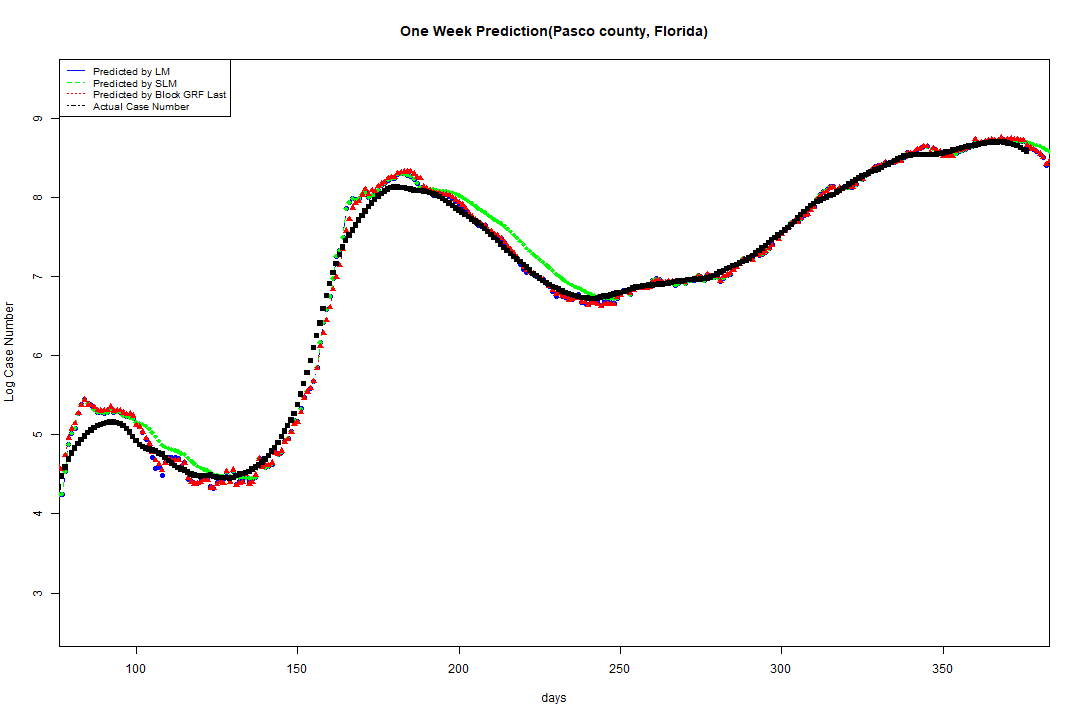 One Week Prediction(Pasco county, Florida)
Predicted by LM
Predicted by SLM
Predicted by Block GRF Last
Actual Case Number
9
8
7
6
5
4
3
Log Case Number
100 150 200 250 300 350
days